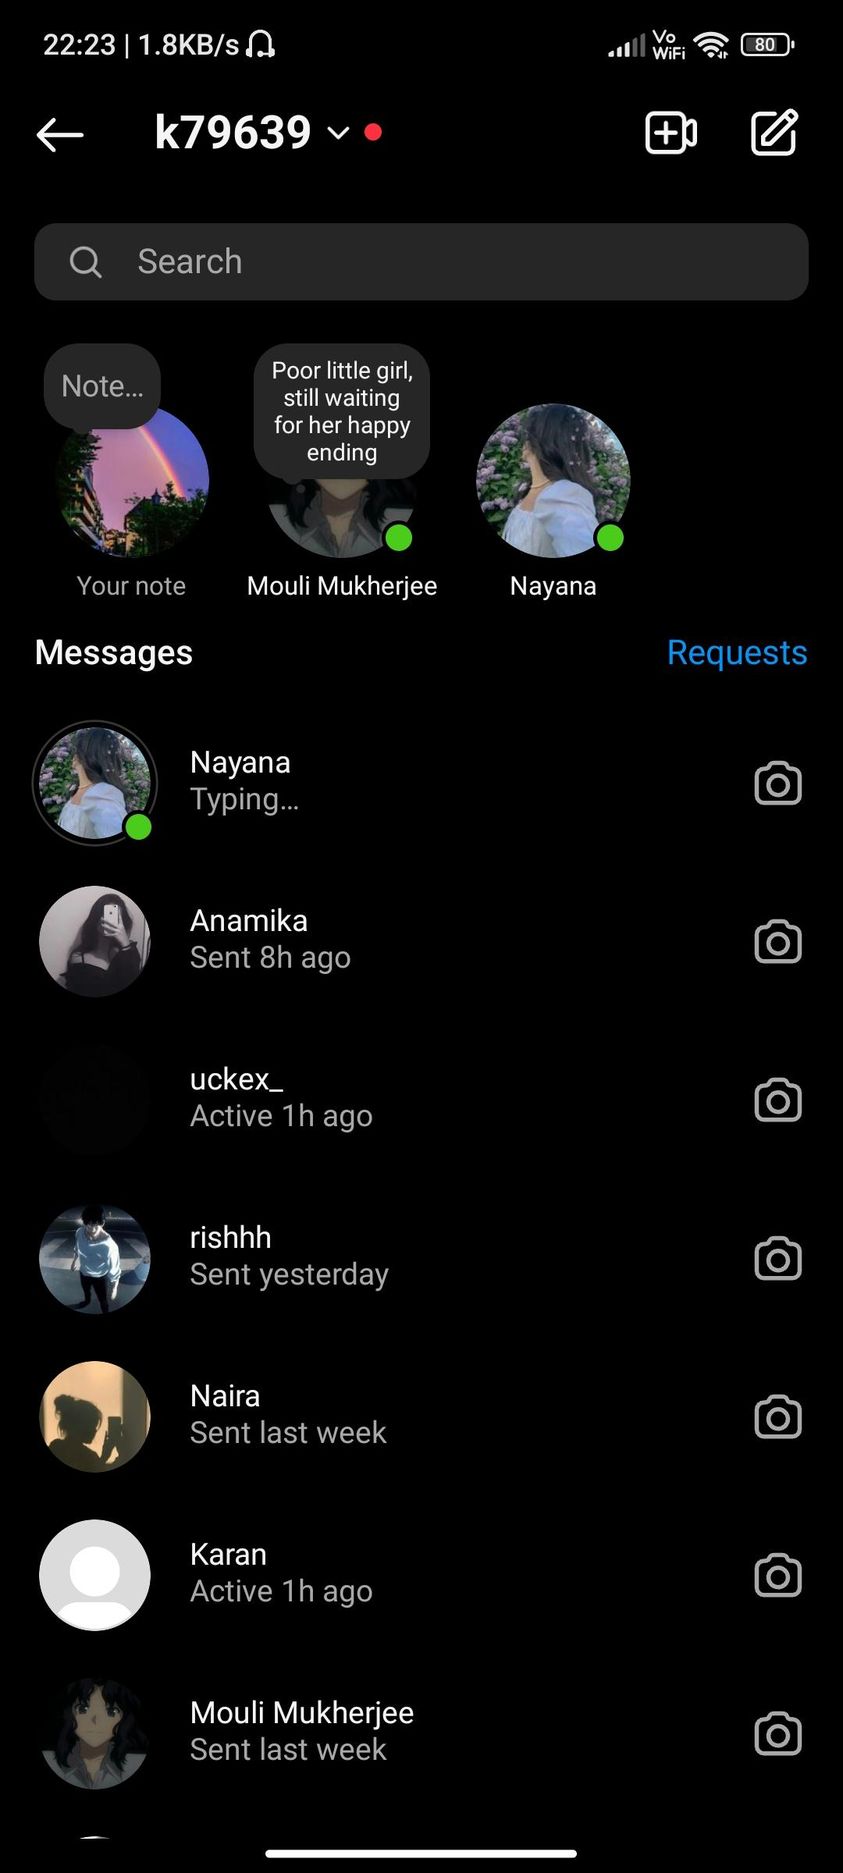 22:23 | 1.8KB/s
Vo
WiFi
80
k79639
Search
Note...
Poor little girl,
still waiting
for her happy
ending
Your note
Mouli Mukherjee
Nayana
Messages
Requests
Nayana
Typing...
Anamika
Sent 8h ago
uckex_
Active 1h ago
rishhh
Sent yesterday
Naira
Sent last week
Karan
Active 1h ago
Mouli Mukherjee
Sent last week